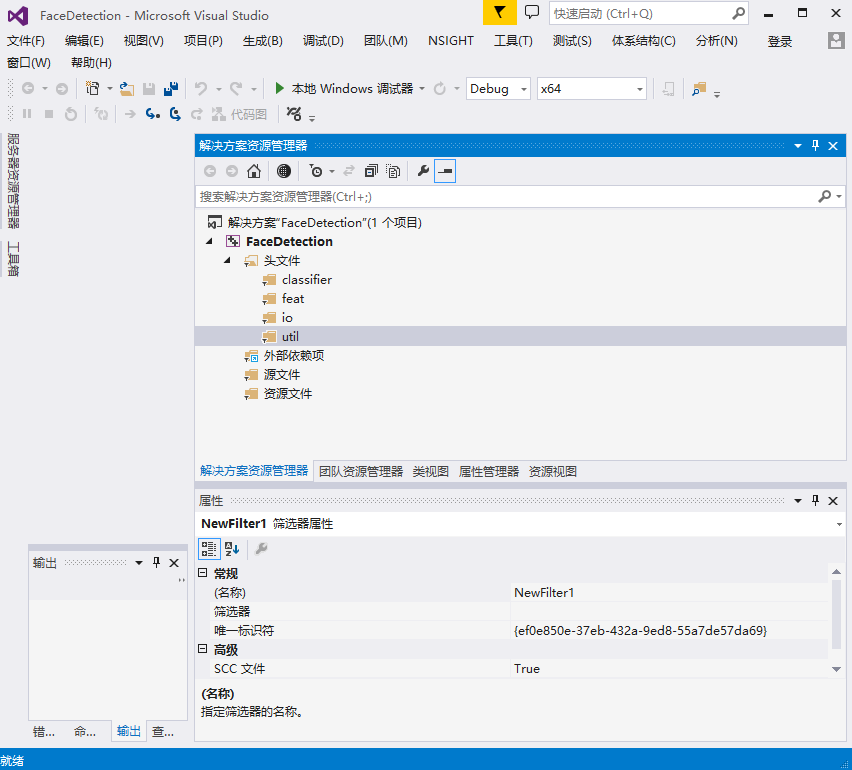 FaceDetection - Microsoft Visual Studio
快速启动 (Ctrl+Q)
文件(F) 编辑(E) 视图(V) 项目(P) 生成(B) 调试(D) 团队(M) NSIGHT 工具(T) 测试(S) 体系结构(C) 分析(N) 登录
窗口(W) 帮助(H)
本地 Windows 调试器 Debug x64
代码图
服务器资源管理器
工具箱
解决方案资源管理器
搜索解决方案资源管理器(Ctrl+;)
解决方案"FaceDetection"(1 个项目)
FaceDetection
头文件
classifier
feat
io
util
外部依赖项
源文件
资源文件
解决方案资源管理器 团队资源管理器 类视图 属性管理器 资源视图
属性
NewFilter1 筛选器属性
常规
(名称) NewFilter1
筛选器
唯一标识符 {ef0e850e-37eb-432a-9ed8-55a7de57da69}
高级
SCC 文件 True
(名称)
指定筛选器的名称。
输出
错... 命... 输出 查...
就绪